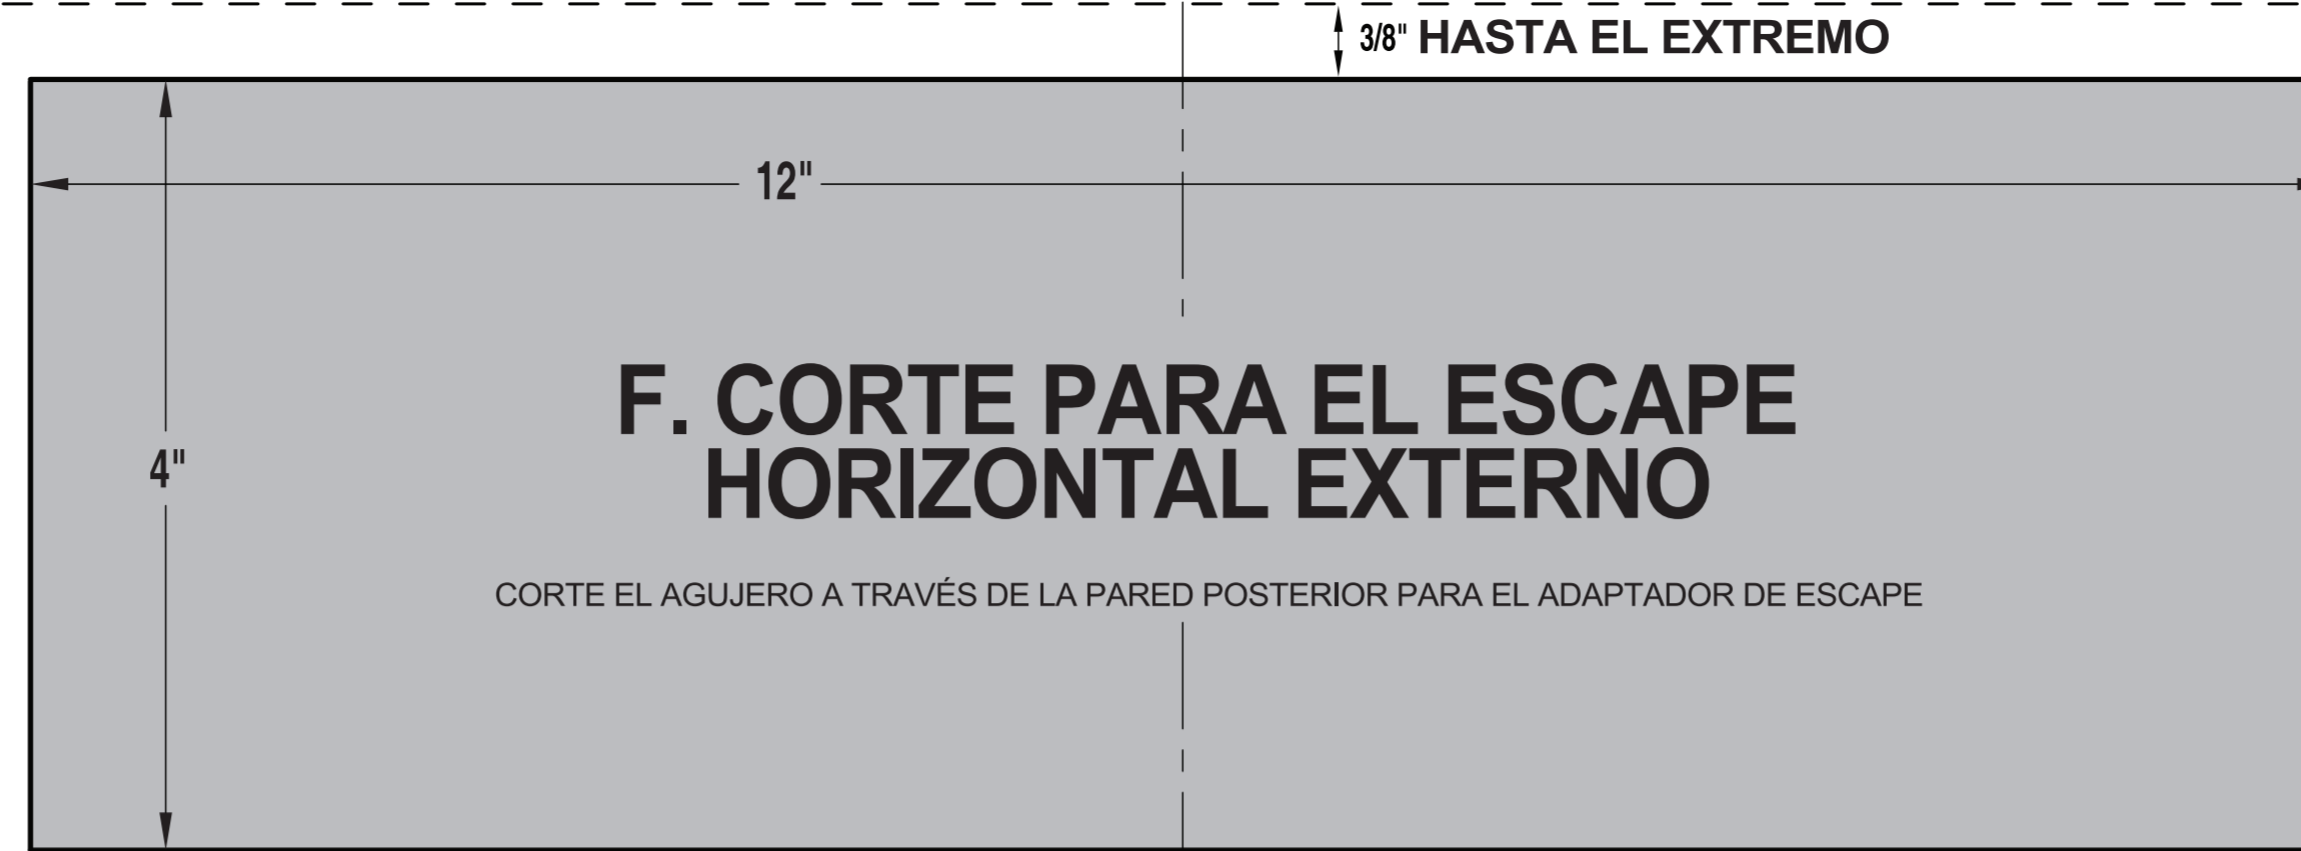 3/8" HASTA EL EXTREMO
12"
F. CORTE PARA EL ESCAPE
HORIZONTAL EXTERNO
4"
CORTE EL AGUJERO A TRAVÉS DE LA PARED POSTERIOR PARA EL ADAPTADOR DE ESCAPE